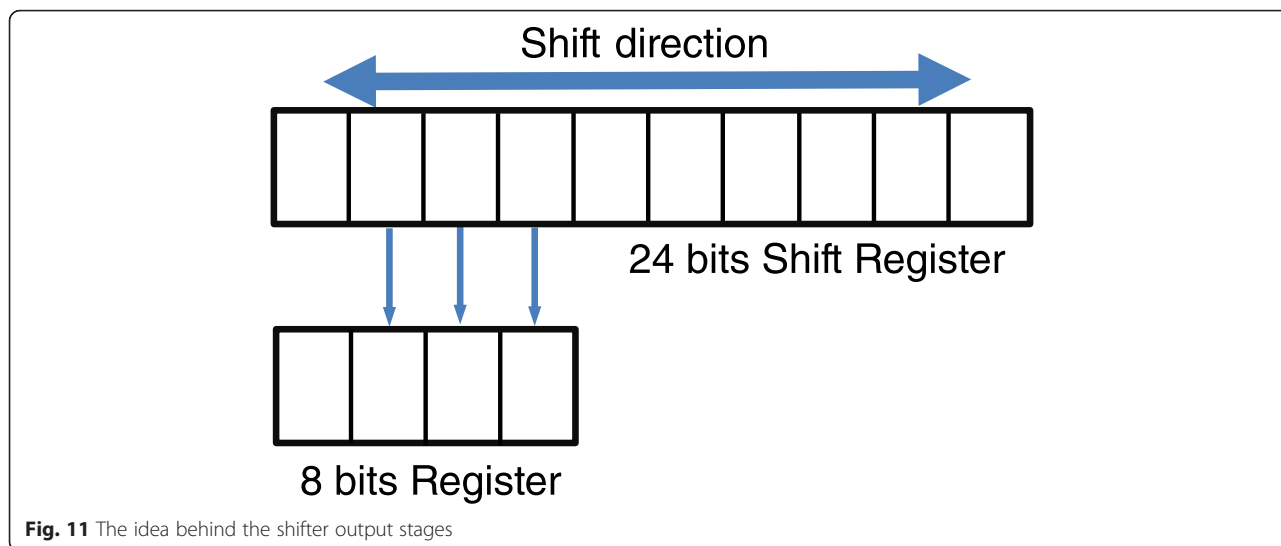 Shift direction
24 bits Shift Register
8 bits Register
Fig. 11 The idea behind the shifter output stages